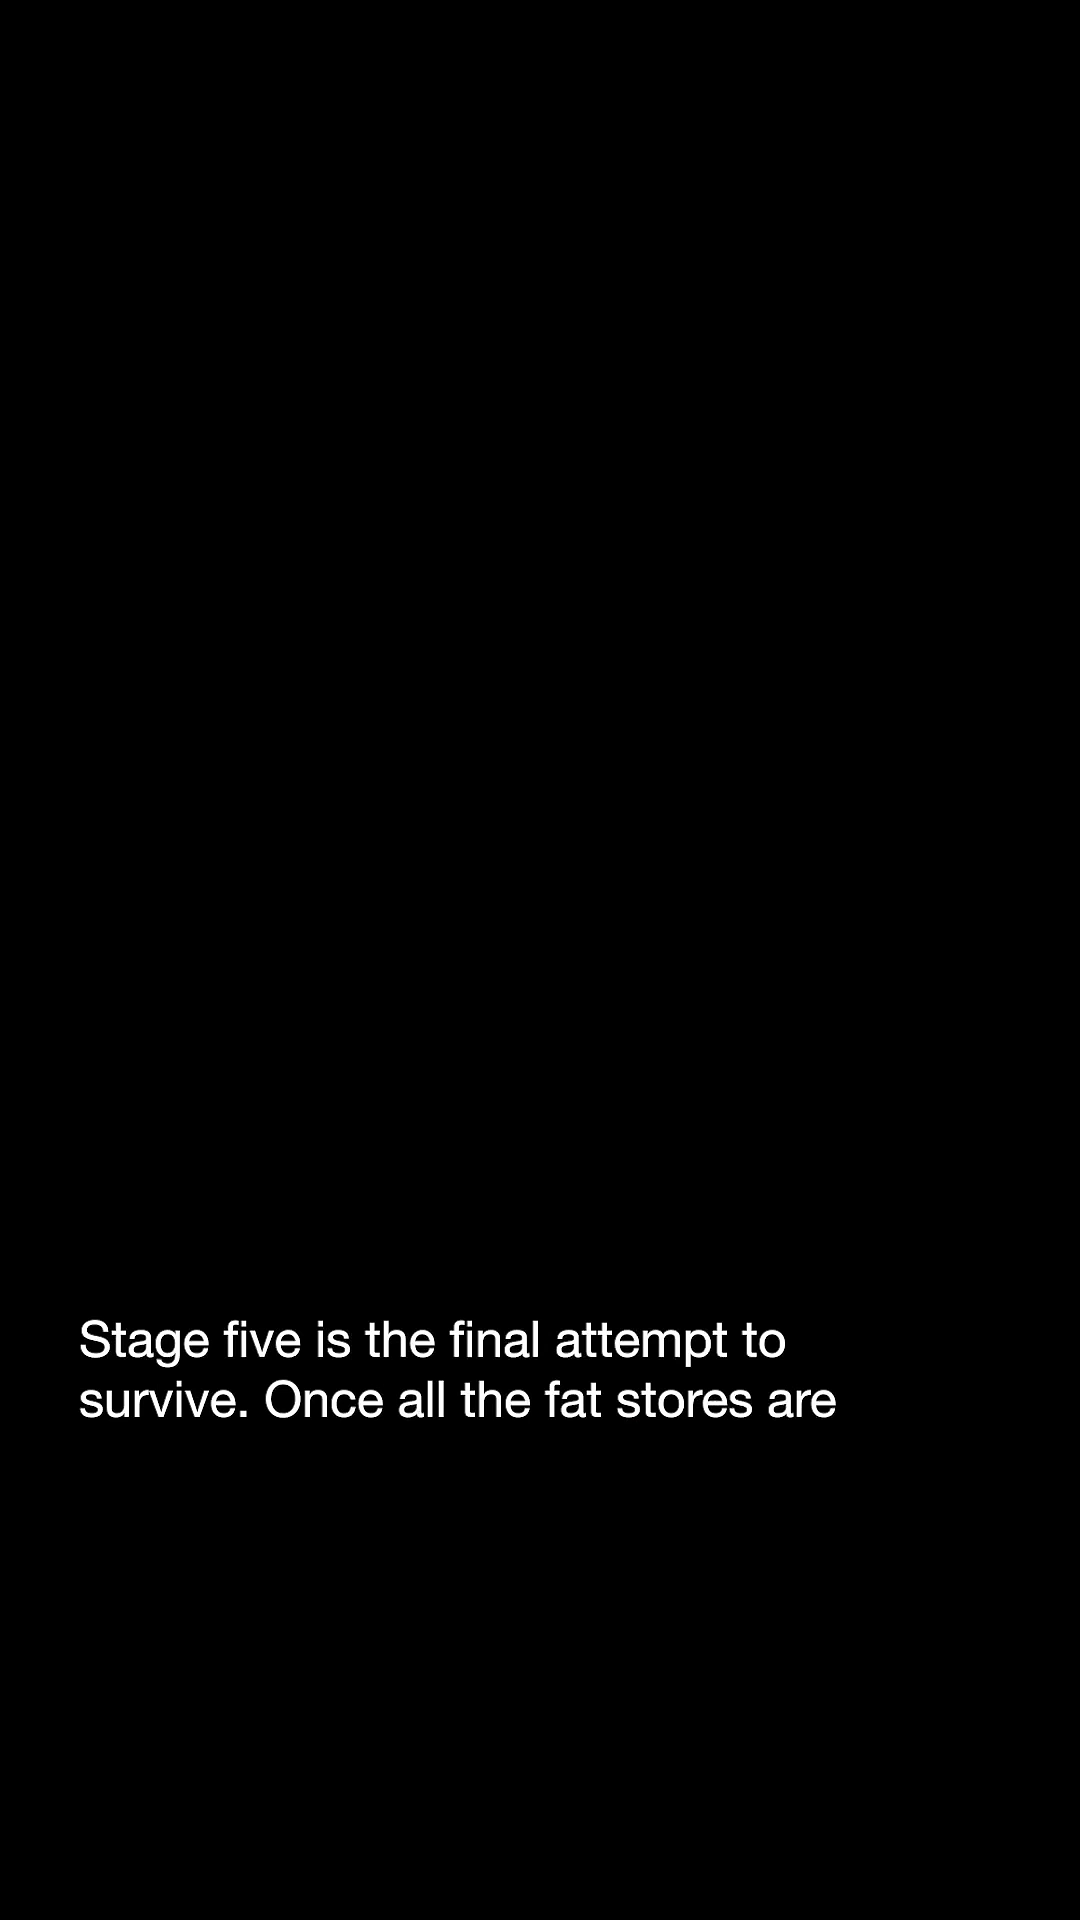 Stage five is the final attempt to
survive. Once all the fat stores are